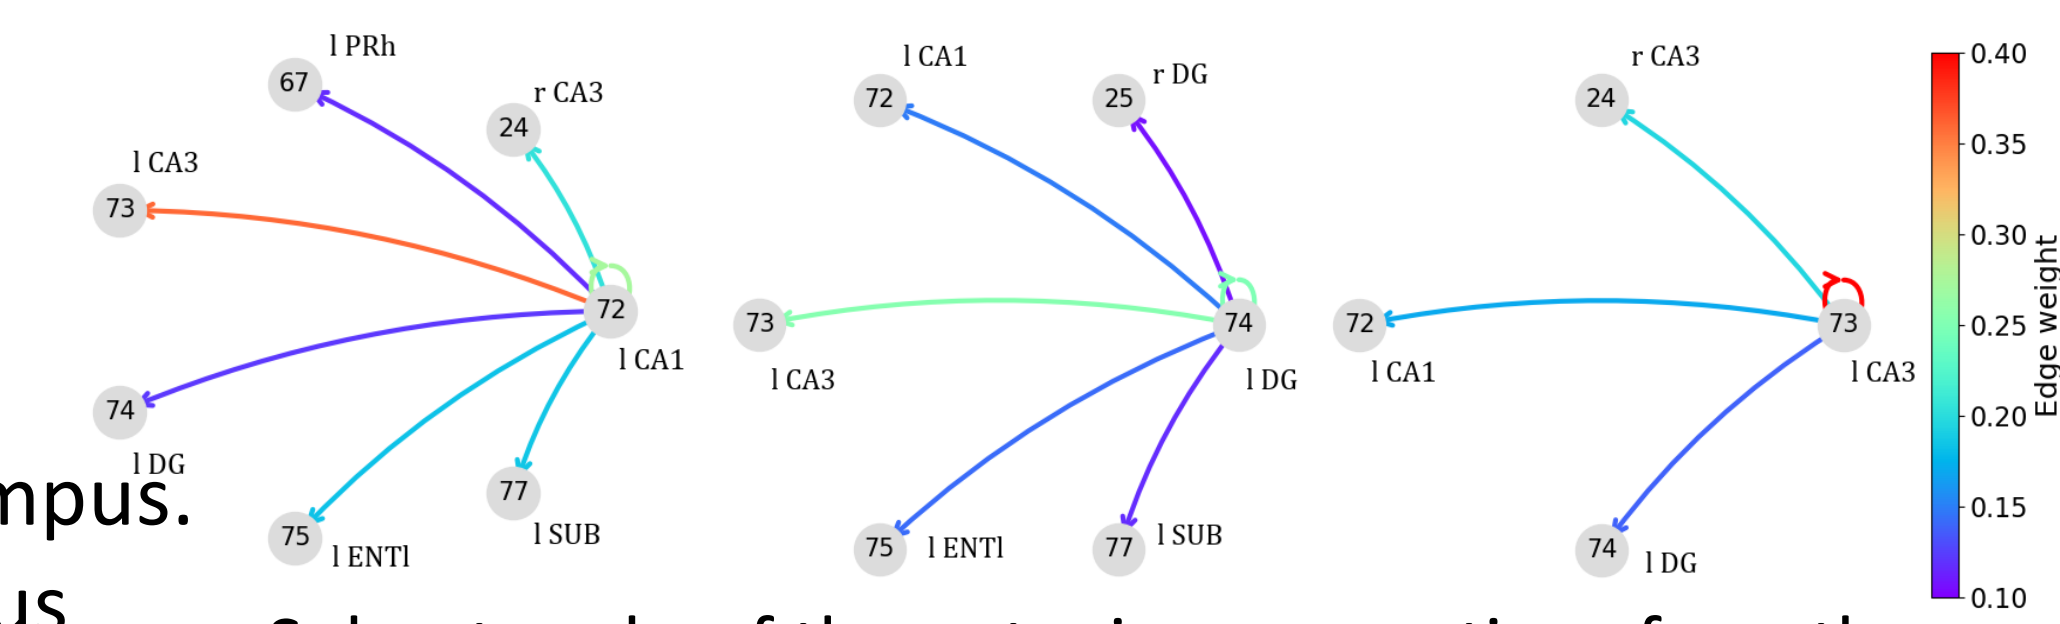 l PRh
67
r CA3
24
l CA3
73
72
l CA1
74
l DG
75
l ENTl
77
l SUB
mpus.
us
l CA1
72
r DG
25
73
l CA3
74
l DG
75
l ENTl
77
l SUB
r CA3
24
72
l CA1
73
l CA3
74
l DG
0.40
0.35
0.30
0.25
0.20
0.15
0.10
Edge weight